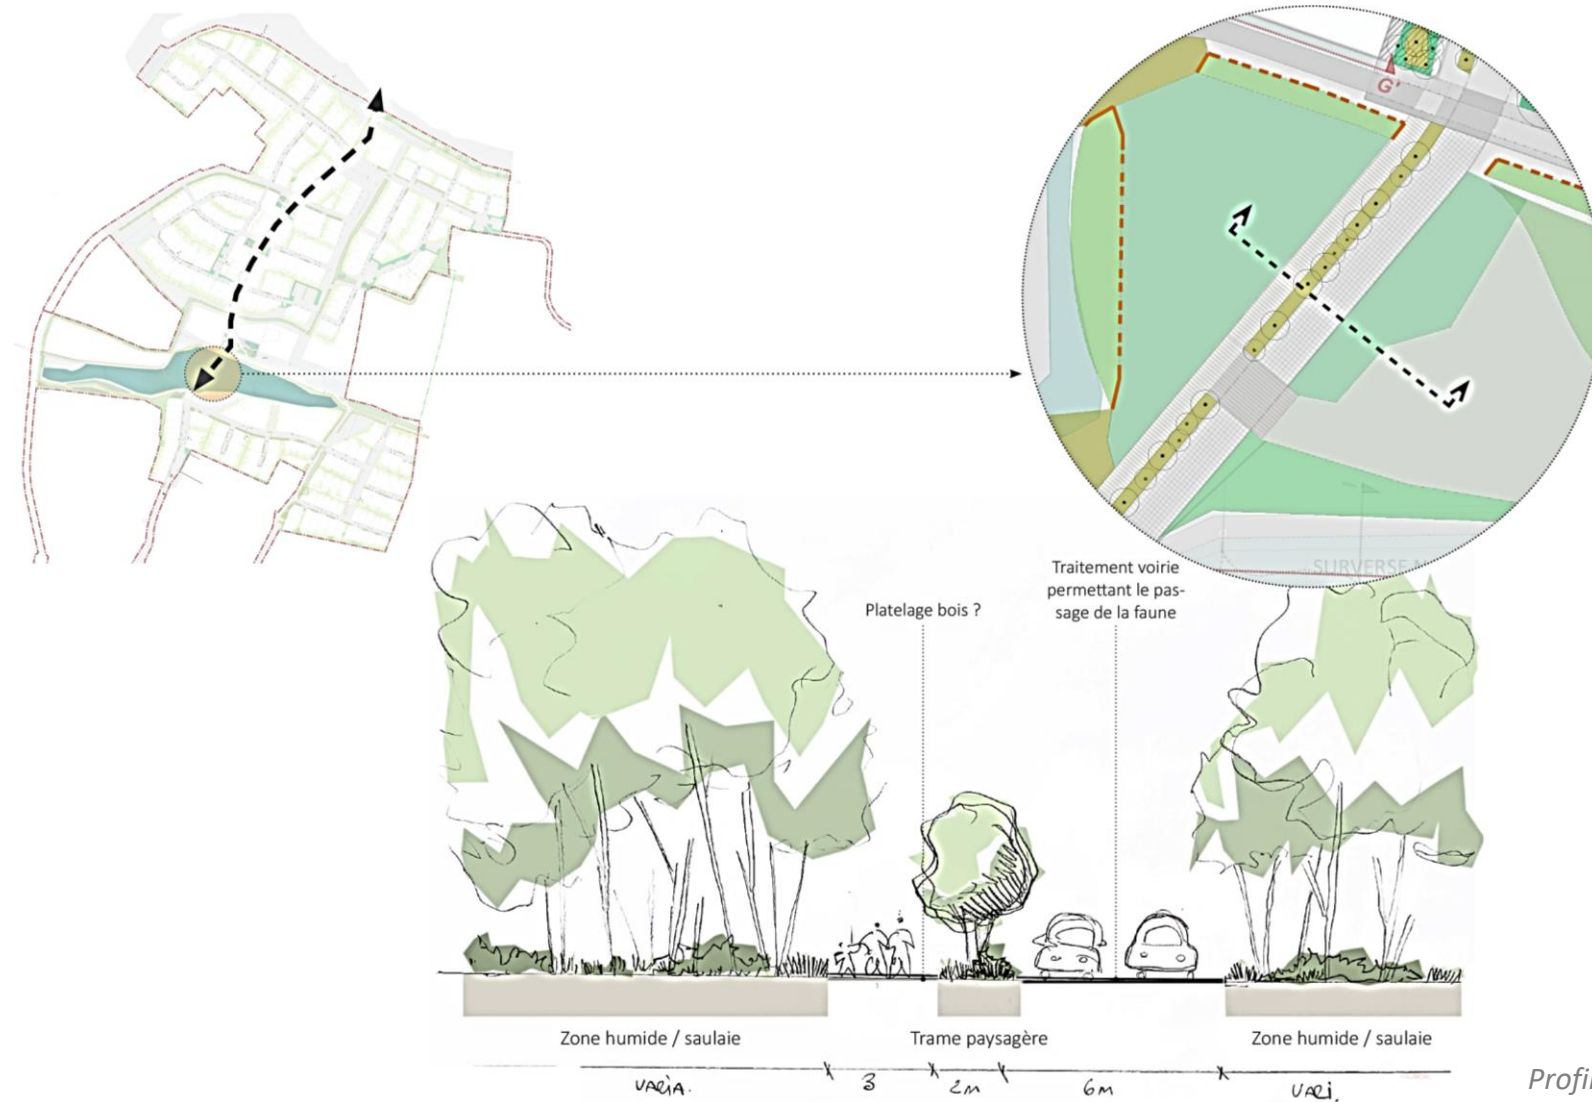 G'
SURVERSE N
Traitement voirie
permettant le pas-
sage de la faune
Platelage bois ?
Zone humide / saulaie
Trame paysagère
Zone humide / saulaie
VARIA.
3
2M
6M
VARI.
Profil